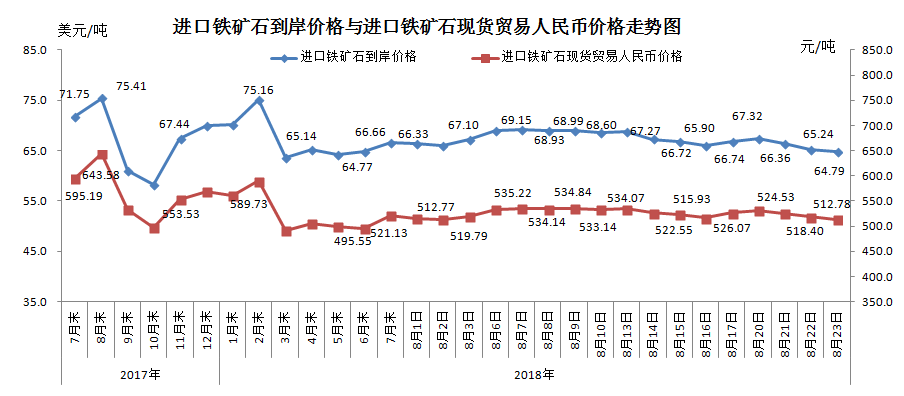 进口铁矿石到岸价格与进口铁矿石现货贸易人民币价格走势图
美元/吨
元/吨
进口铁矿石到岸价格 进口铁矿石现货贸易人民币价格
85.0
75.0
65.0
55.0
45.0
35.0
850.0
800.0
750.0
700.0
650.0
600.0
550.0
500.0
450.0
400.0
350.0
300.0
71.75 75.41 67.44 75.16 65.14 64.77 66.66 66.33 67.10 69.15 68.93 68.99 68.60 67.27 66.72 65.90 66.74 67.32 66.36 65.24 64.79
595.19 643.58 553.53 589.73 495.55 521.13 512.77 519.79 535.22 534.14 534.84 533.14 534.07 522.55 515.93 526.07 524.53 518.40 512.78
7月末 8月末 9月末 10月末 11月末 12月末 1月末 2月末 3月末 4月末 5月末 6月末 7月末 8月1日 8月2日 8月3日 8月6日 8月7日 8月8日 8月9日 8月10日 8月13日 8月14日 8月15日 8月16日 8月17日 8月20日 8月21日 8月22日 8月23日
2017年 2018年